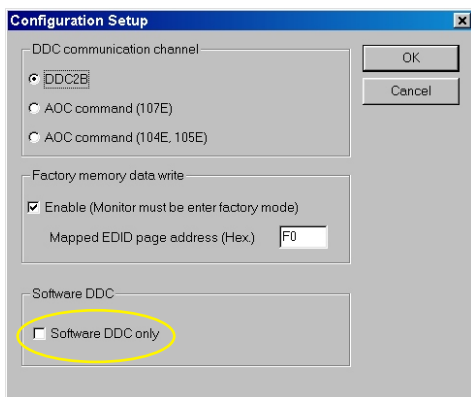 Configuration Setup
DDC communication channel
OK
DDC2B
Cancel
AOC command (107E)
AOC command (104E, 105E)
Factory memory data write
Enable (Monitor must be enter factory mode)
Mapped EDID page address (Hex.) F0
Software DDC
Software DDC only